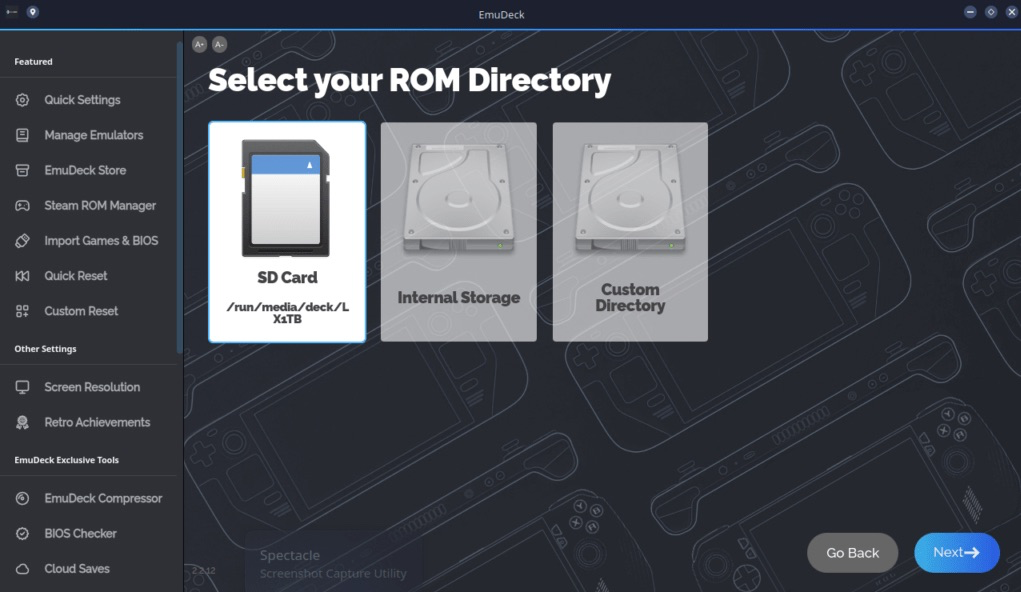 EmuDeck
A+ A-
Featured
Quick Settings
Manage Emulators
EmuDeck Store
Steam ROM Manager
Import Games & BIOS
Quick Reset
Custom Reset
Other Settings
Screen Resolution
Retro Achievements
EmuDeck Exclusive Tools
EmuDeck Compressor
BIOS Checker
Cloud Saves
Select your ROM Directory
SD Card
/run/media/deck/L
X1TB
Internal Storage
Custom
Directory
2.2.12
Spectacle
Screenshot Capture Utility
Go Back
Next